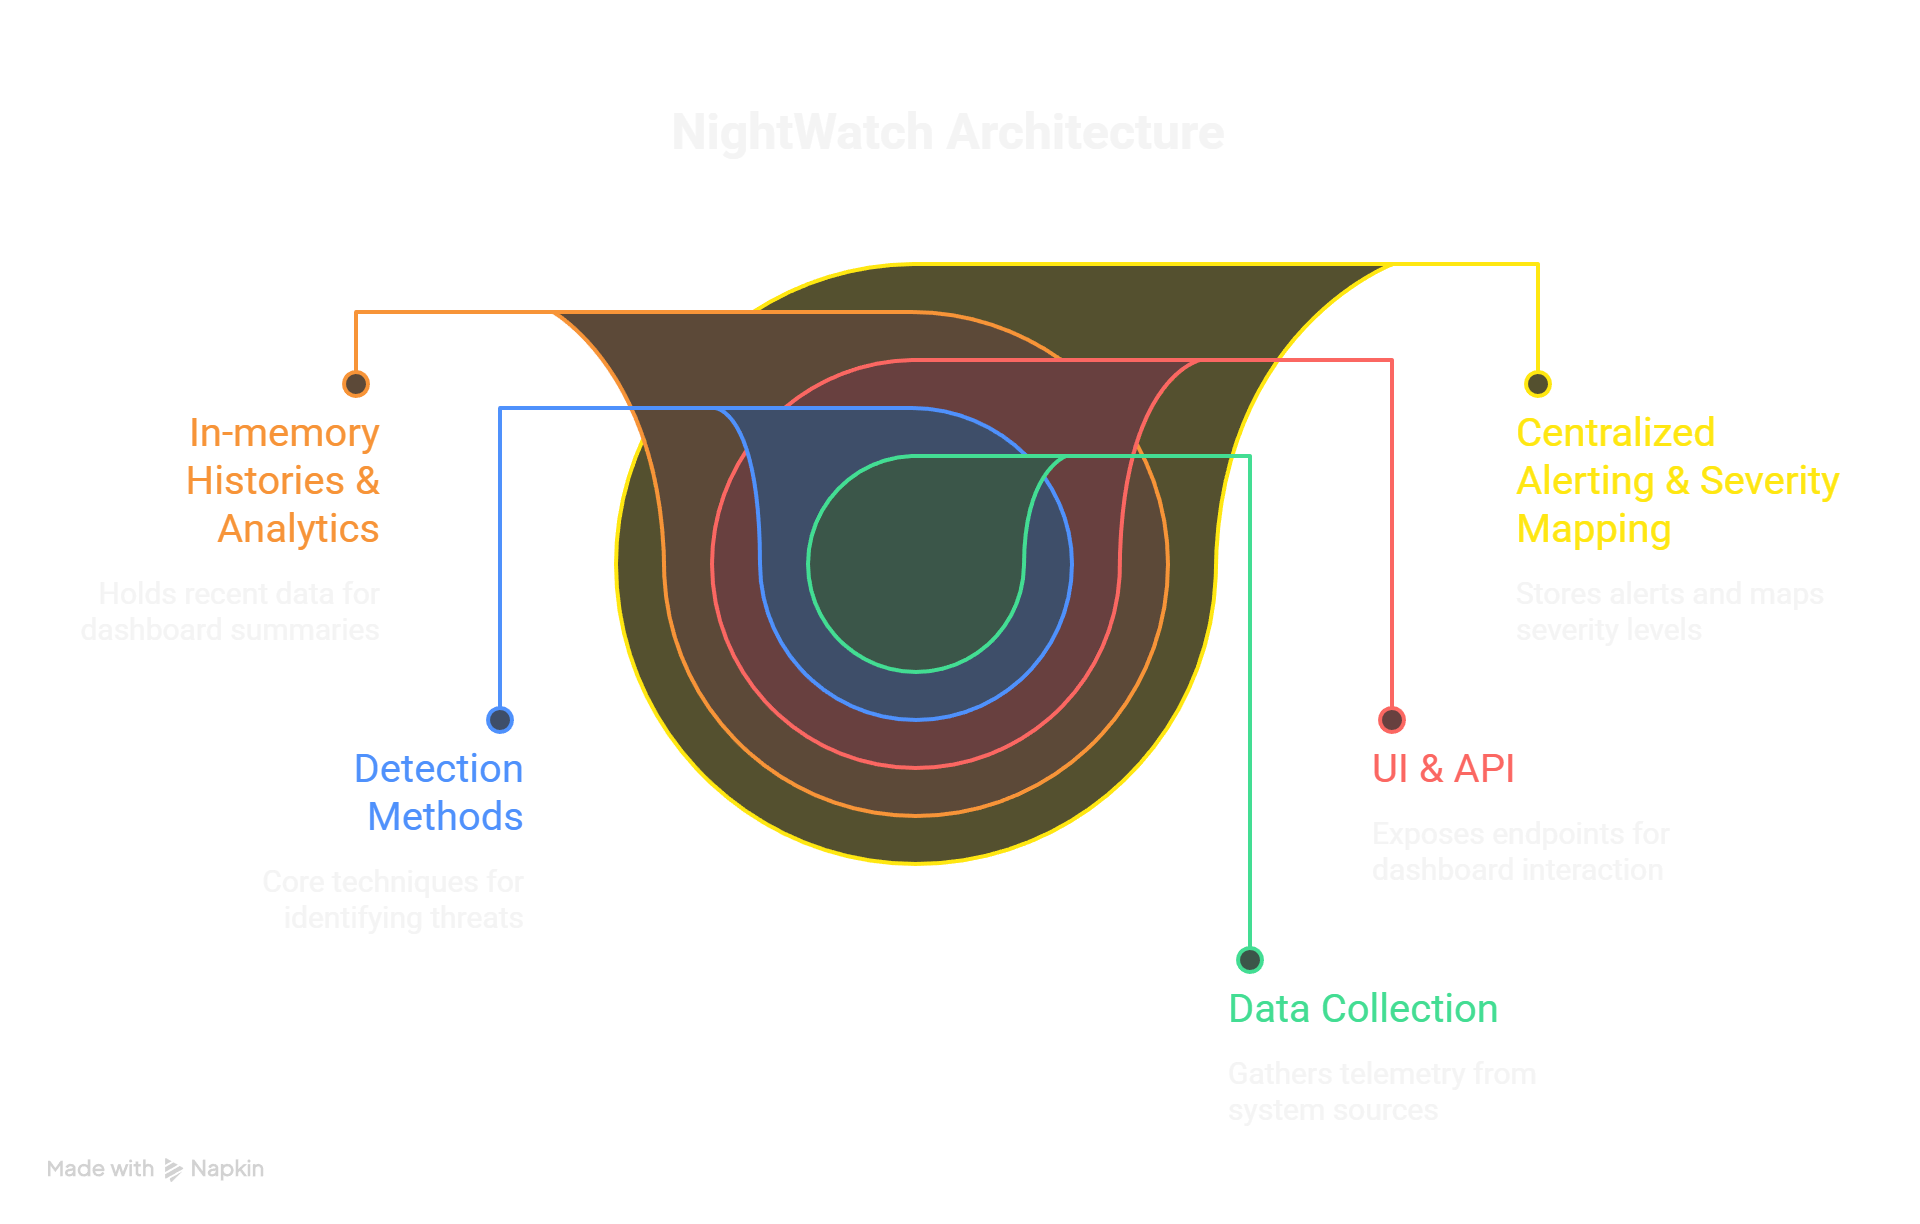 NightWatch Architecture
In-memory
Histories &
Analytics
Holds recent data for
dashboard summaries
Centralized
Alerting & Severity
Mapping
Stores alerts and maps
severity levels
Detection
Methods
Core techniques for
identifying threats
UI & API
Exposes endpoints for
dashboard interaction
Data Collection
Gathers telemetry from
system sources
Made with Napkin